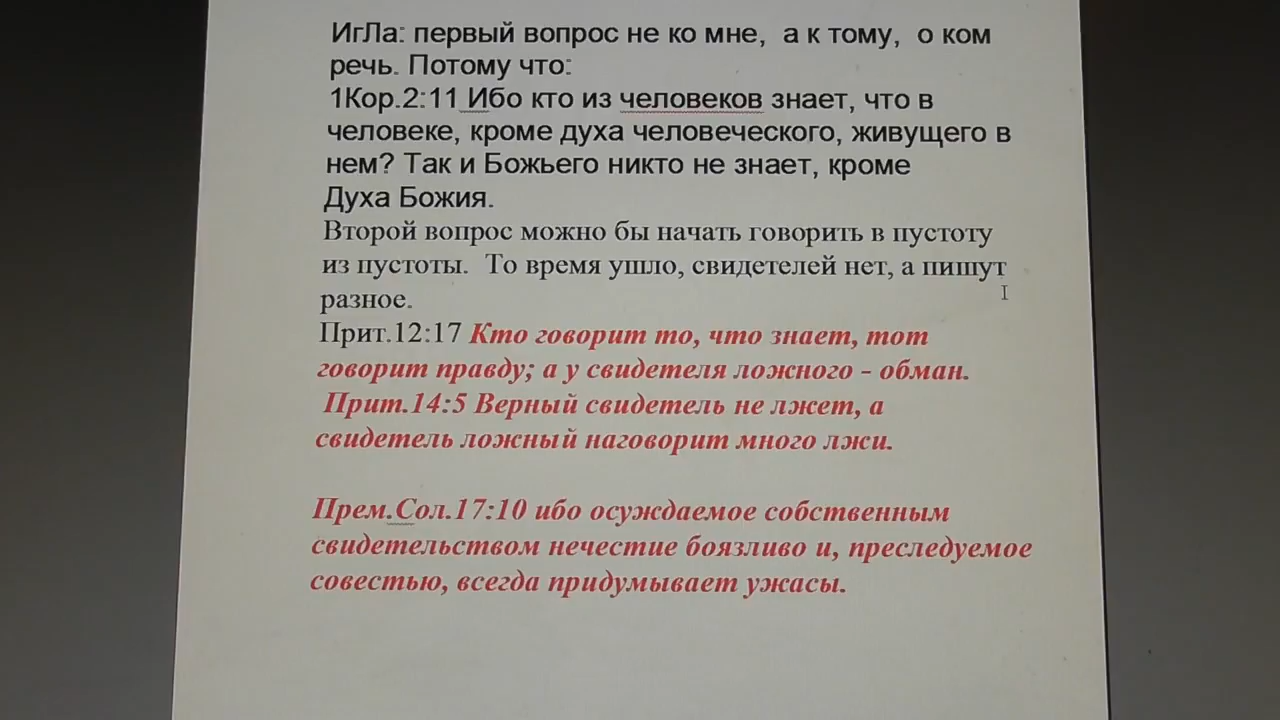 ИгЛа: первый вопрос не ко мне, а к тому, о ком
речь. Потому что:
1Кор.2:11 Ибо кто из человеков знает, что в
человеке, кроме духа человеческого, живущего в
нем? Так и Божьего никто не знает, кроме
Духа Божия.
Второй вопрос можно бы начать говорить в пустоту
из пустоты. То время ушло, свидетелей нет, а пишут
разное.
Прит.12:17 Кто говорит то, что знает, тот
говорит правду; а у свидетеля ложного - обман.
Прит.14:5 Верный свидетель не лжет, а
свидетель ложный наговорит много лжи.
Прем.Сол.17:10 ибо осуждаемое собственным
свидетельством нечестие боязливо и, преследуемое
совестью, всегда придумывает ужасы.